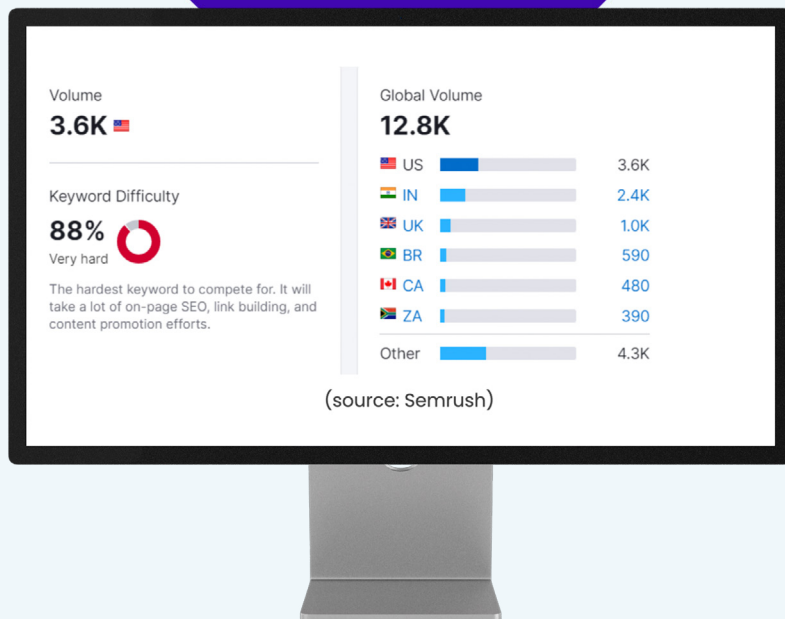 Volume
3.6K
Keyword Difficulty
88%
Very hard
The hardest keyword to compete for. It will
take a lot of on-page SEO, link building, and
content promotion efforts.
Global Volume
12.8K
US 3.6K
IN 2.4K
UK 1.0K
BR 590
CA 480
ZA 390
Other 4.3K
(source: Semrush)